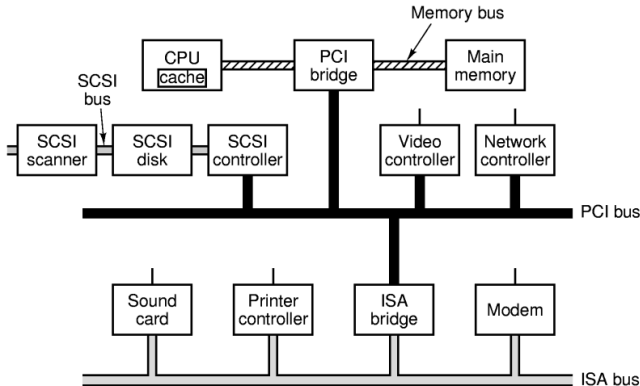 Memory bus
CPU
cache
PCI
bridge
Main
memory
SCSI
bus
SCSI
scanner
SCSI
disk
SCSI
controller
Video
controller
Network
controller
PCI bus
Sound
card
Printer
controller
ISA
bridge
Modem
ISA bus